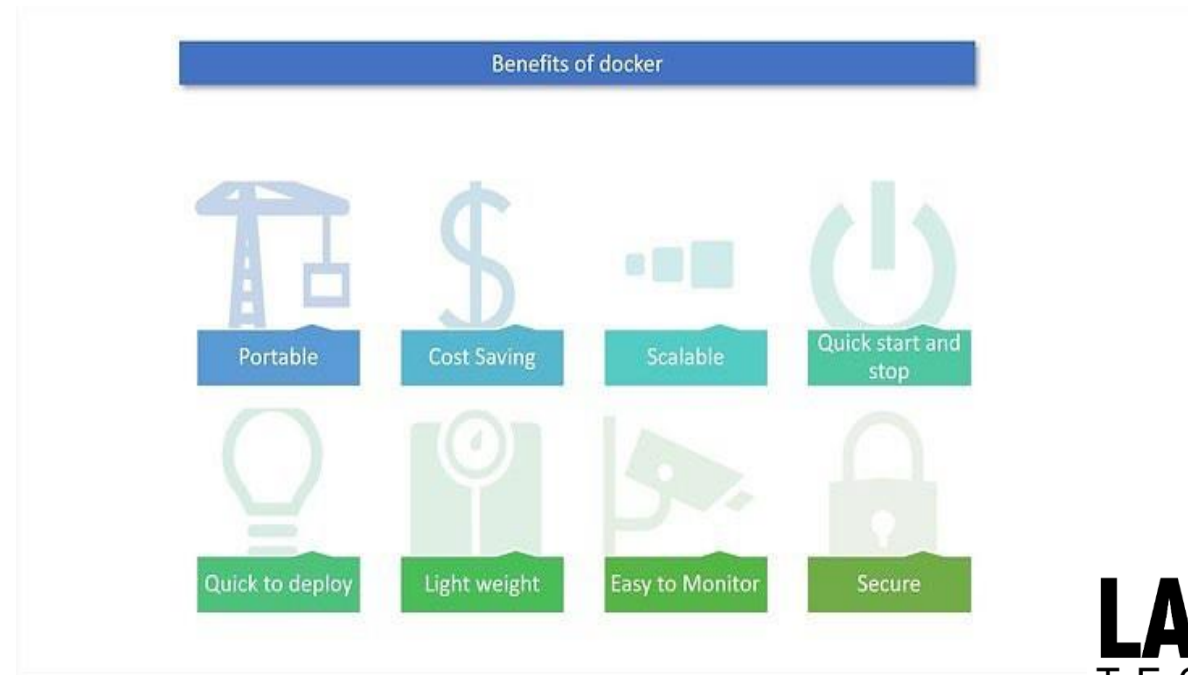 Benefits of docker
Portable
Cost Saving
Scalable
Quick start and
stop
Quick to deploy
Light weight
Easy to Monitor
Secure